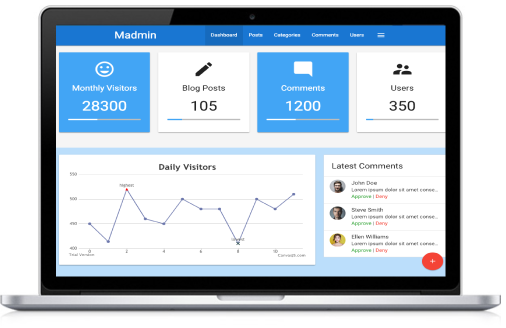 Madmin
Dashboard
Posts
Categories
Comments
Users
Monthly Visitors
28300
Blog Posts
105
Comments
1200
Users
350
Daily Visitors
550
500
450
400
highest
lowest
0
2
4
6
8
10
Total Visitors
CanvasJS.com
Latest Comments
John Doe
Lorem ipsum dolor sit amet conse...
Approve | Deny
Steve Smith
Lorem ipsum dolor sit amet conse...
Approve | Deny
Ellen Williams
Lorem ipsum dolor sit amet conse...
Approve | Deny
+